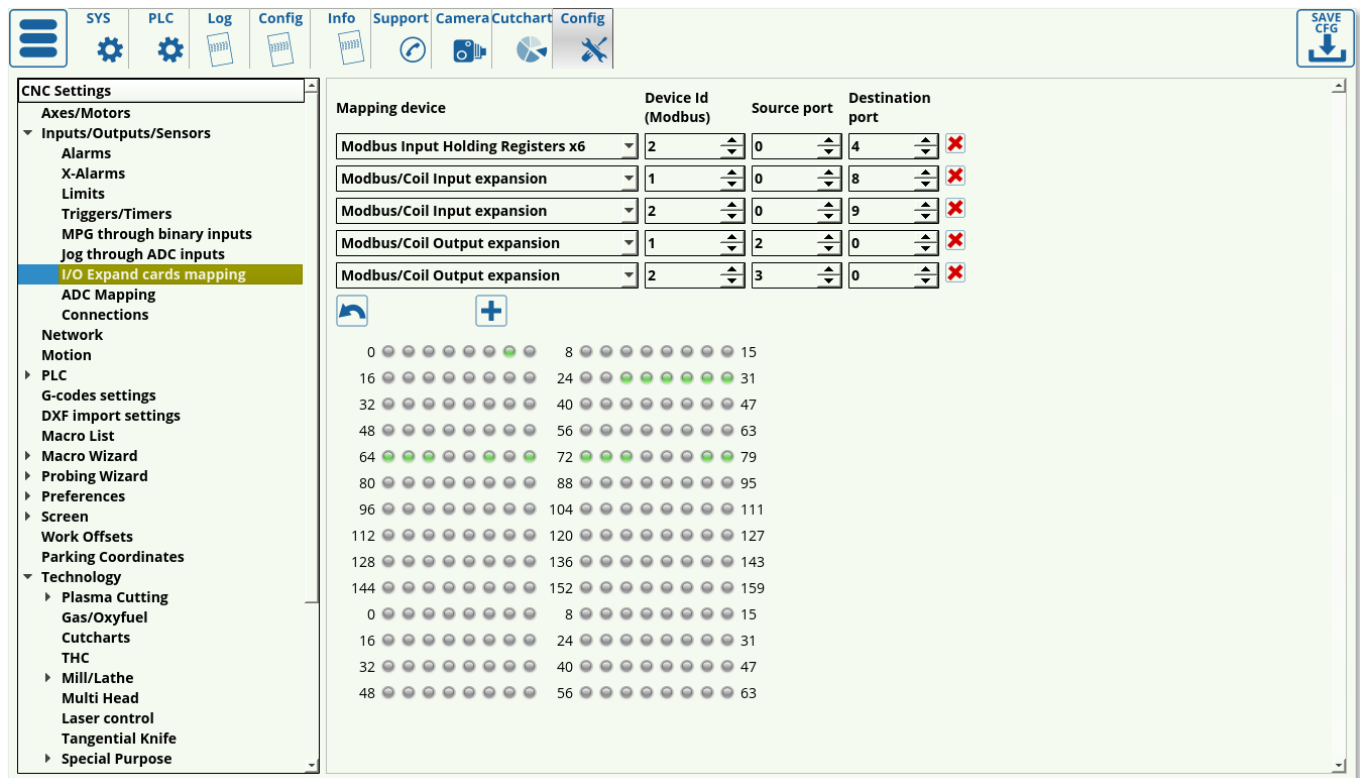 SYS PLC Log Config Info Support Camera Cutchart Config SAVE CFG
CNC Settings
Axes/Motors
Inputs/Outputs/Sensors
Alarms
X-Alarms
Limits
Triggers/Timers
MPG through binary inputs
Jog through ADC inputs
I/O Expand cards mapping
ADC Mapping
Connections
Network
Motion
PLC
G-codes settings
DXF import settings
Macro List
Macro Wizard
Probing Wizard
Preferences
Screen
Work Offsets
Parking Coordinates
Technology
Plasma Cutting
Gas/Oxyfuel
Cutcharts
THC
Mill/Lathe
Multi Head
Laser control
Tangential Knife
Special Purpose
Mapping device Device Id (Modbus) Source port Destination port
Modbus Input Holding Registers x6 2 0 4
Modbus/Coil Input expansion 1 0 8
Modbus/Coil Input expansion 2 0 9
Modbus/Coil Output expansion 1 2 0
Modbus/Coil Output expansion 2 3 0
0 8 15
16 24 31
32 40 47
48 56 63
64 72 79
80 88 95
96 104 111
112 120 127
128 136 143
144 152 159
0 8 15
16 24 31
32 40 47
48 56 63